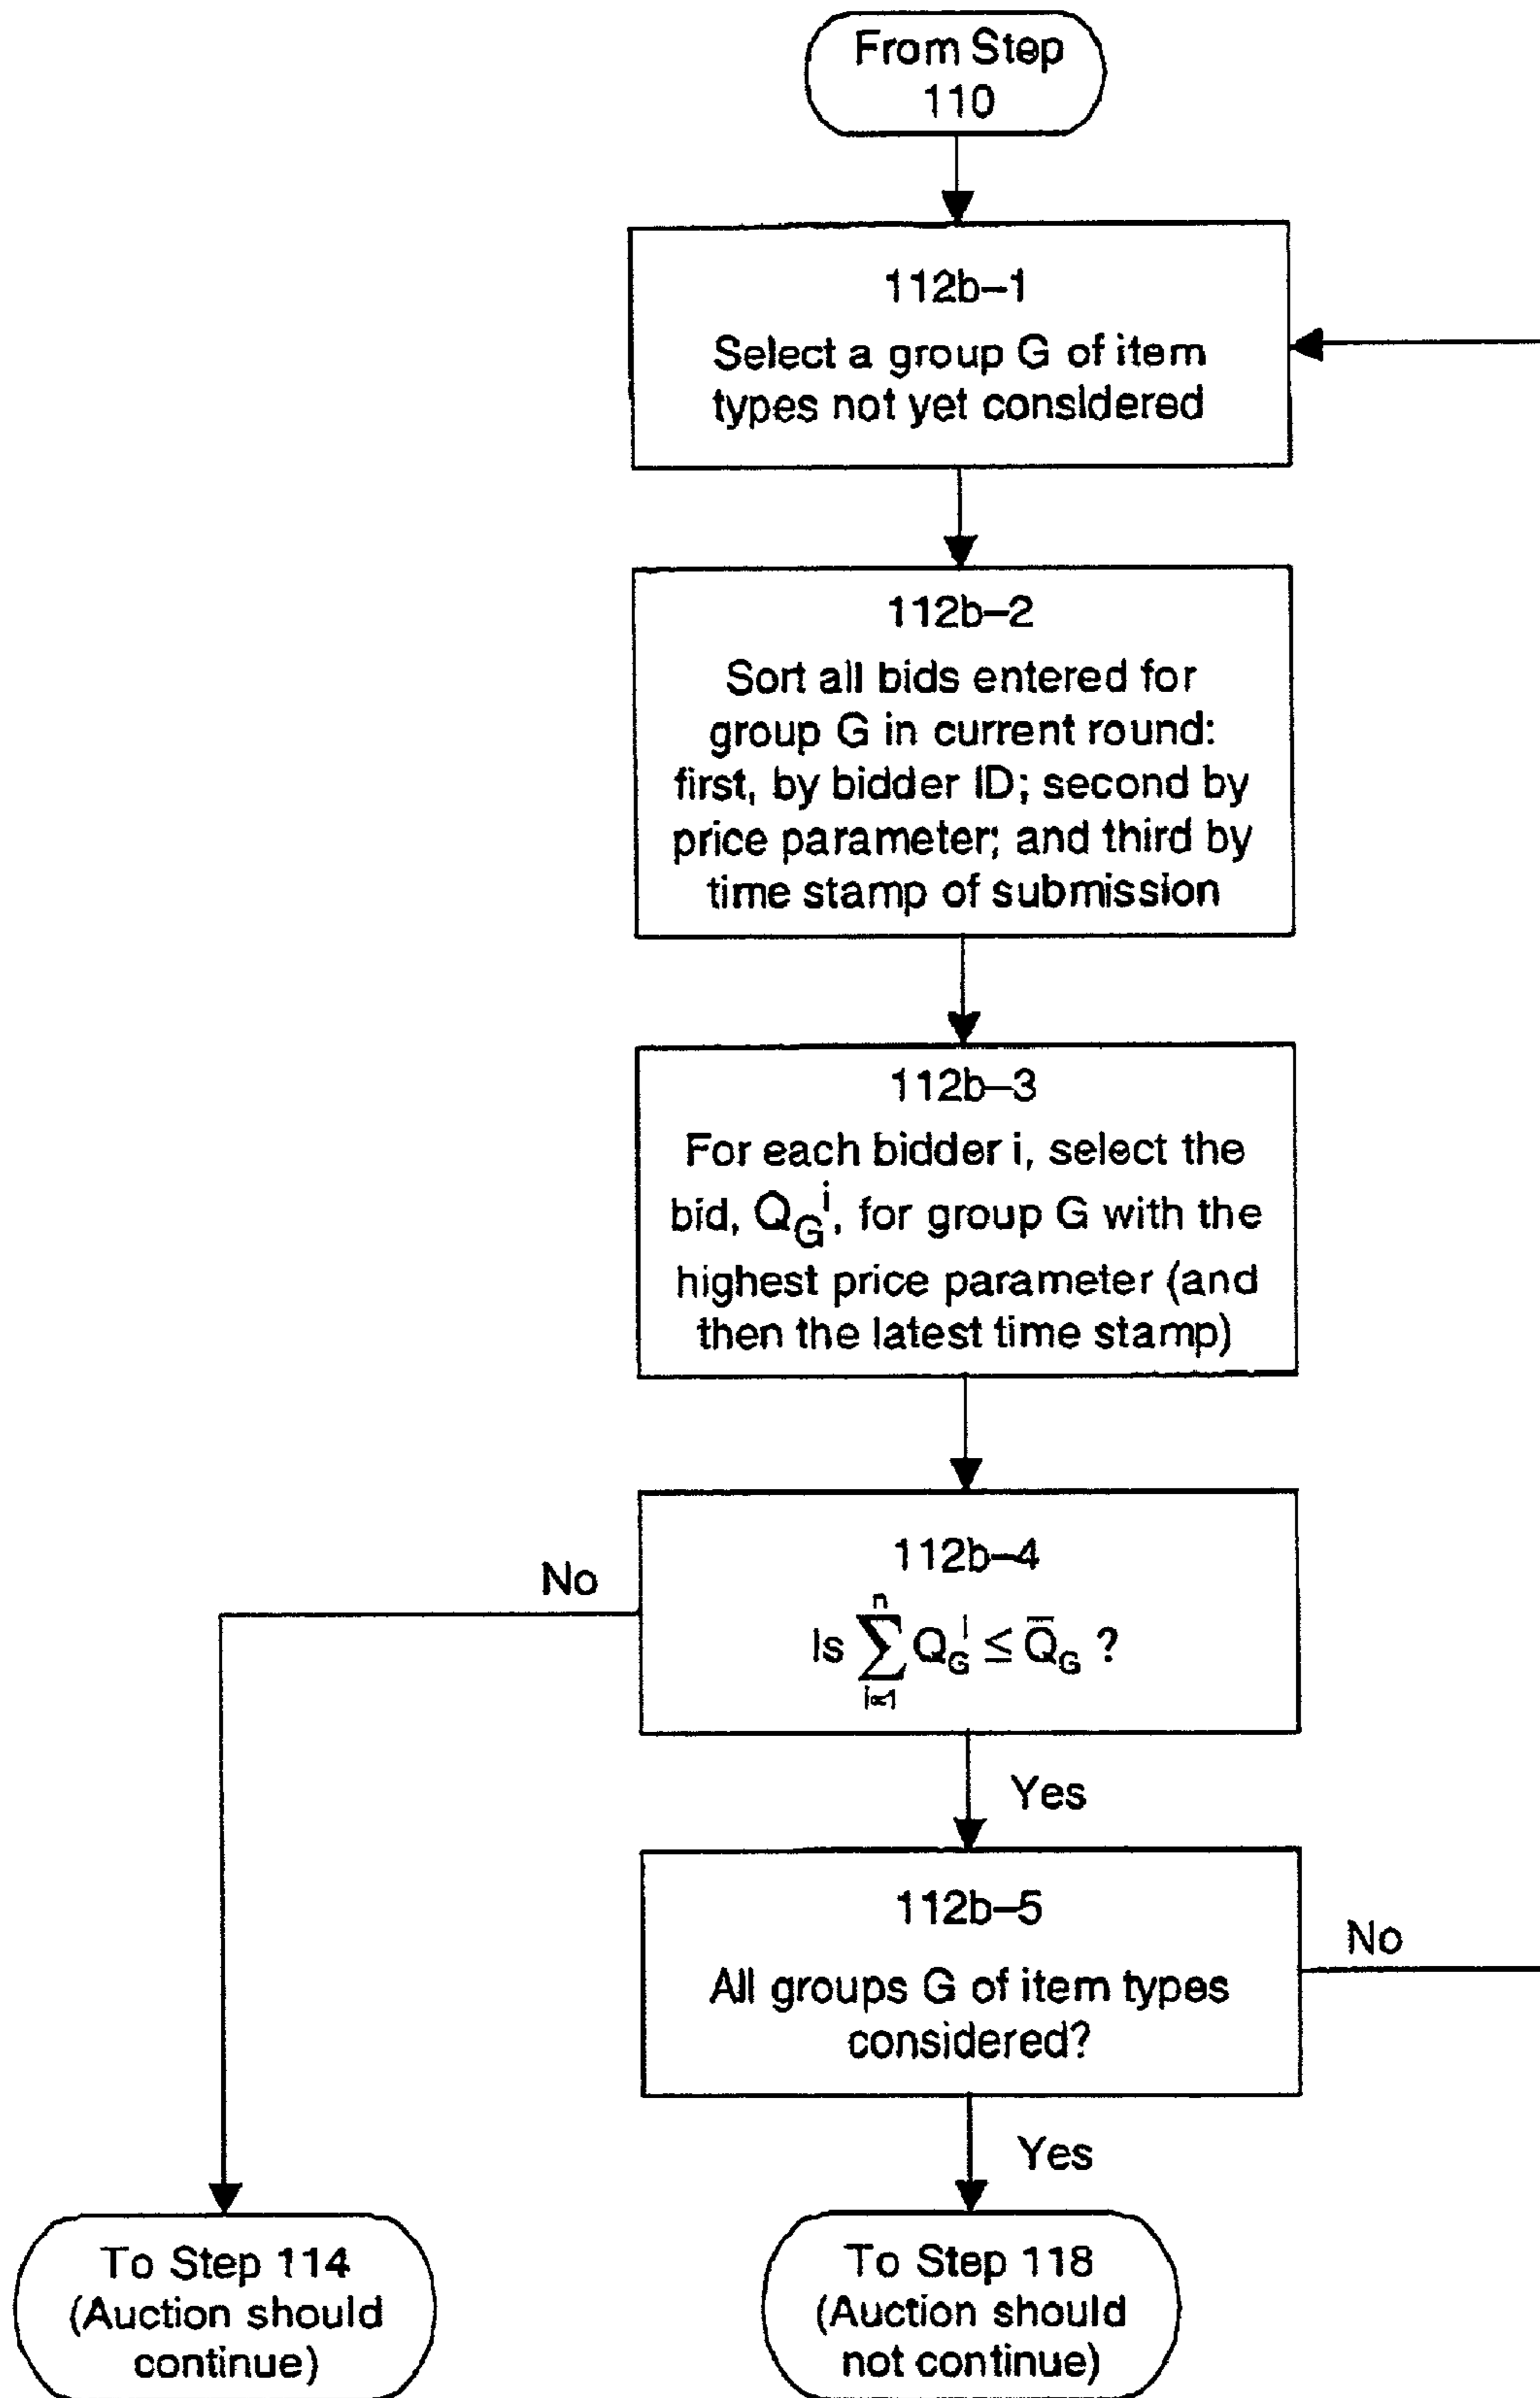 From Step
110
112b–1
Select a group G of item
types not yet considered
112b–2
Sort all bids entered for
group G in current round:
first, by bidder ID; second by
price parameter; and third by
time stamp of submission
112b–3
For each bidder i, select the
bid, Q_G^i, for group G with the
highest price parameter (and
then the latest time stamp)
112b–4
No
Is ∑_{i=1}^{n} Q_G^i ≤ Q̅_G ?
Yes
112b–5
No
All groups G of item types
considered?
Yes
To Step 114
(Auction should
continue)
To Step 118
(Auction should
not continue)